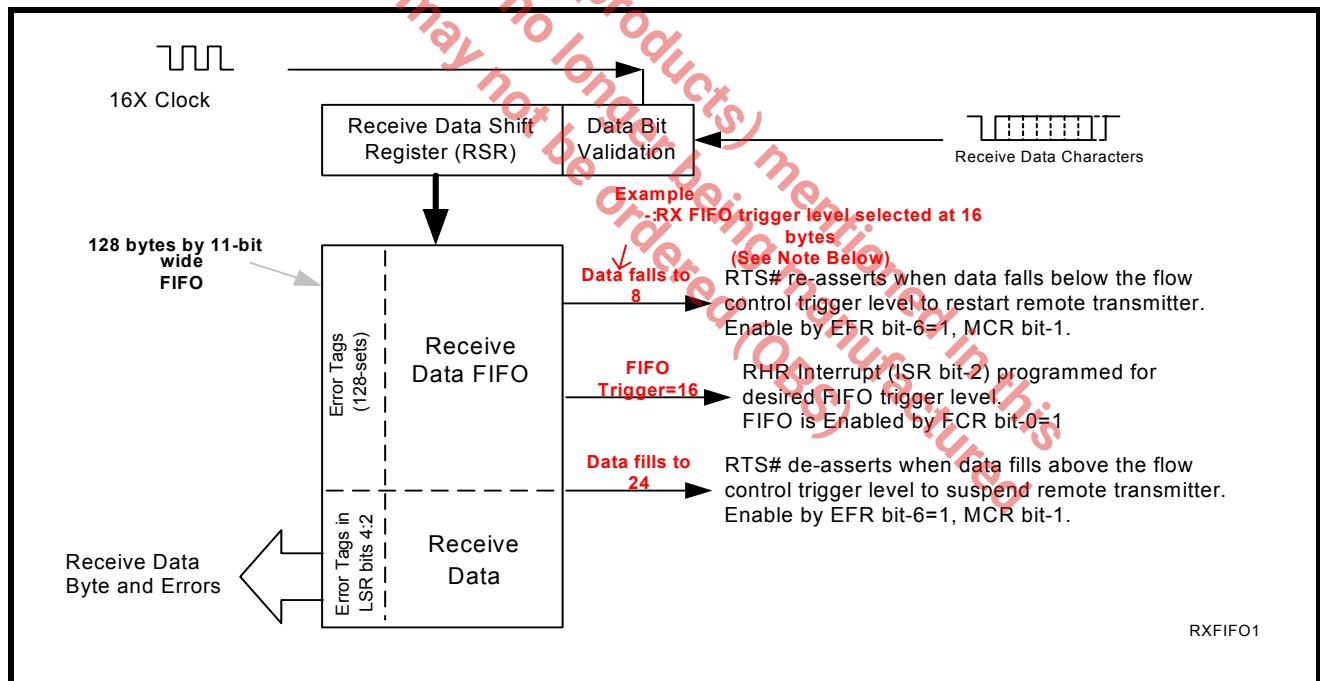 products) mentioned in this
no longer being manufactured
may not be ordered (OBS)
16X Clock
Receive Data Shift
Register (RSR)
Data Bit
Validation
Receive Data Characters
Example
-:RX FIFO trigger level selected at 16
bytes
(See Note Below)
128 bytes by 11-bit
wide
FIFO
Data falls to
8
RTS# re-asserts when data falls below the flow
control trigger level to restart remote transmitter.
Enable by EFR bit-6=1, MCR bit-1.
Error Tags
(128-sets)
Receive
Data FIFO
FIFO
Trigger=16
RHR Interrupt (ISR bit-2) programmed for
desired FIFO trigger level.
FIFO is Enabled by FCR bit-0=1
Data fills to
24
RTS# de-asserts when data fills above the flow
control trigger level to suspend remote transmitter.
Enable by EFR bit-6=1, MCR bit-1.
Receive Data
Byte and Errors
Error Tags in
LSR bits 4:2
Receive
Data
RXFIFO1